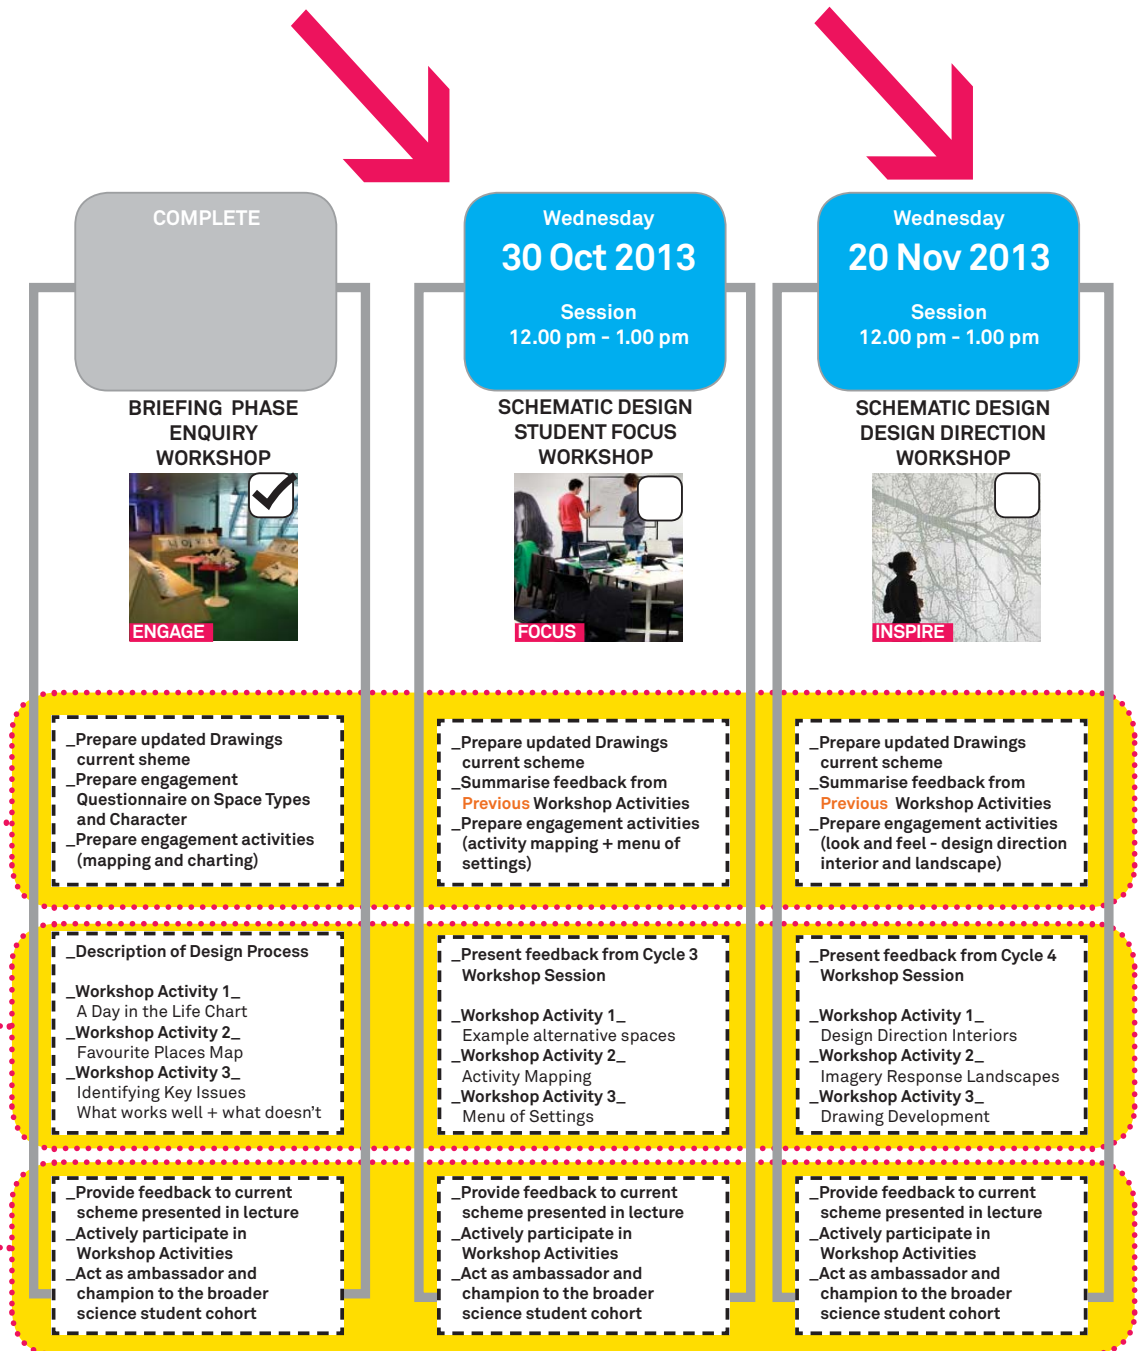 COMPLETE
BRIEFING PHASE
ENQUIRY
WORKSHOP
ENGAGE
_Prepare updated Drawings
current sheme
_Prepare engagement
Questionnaire on Space Types
and Character
_Prepare engagement activities
(mapping and charting)
_Description of Design Process
_Workshop Activity 1_
A Day in the Life Chart
_Workshop Activity 2_
Favourite Places Map
_Workshop Activity 3_
Identifying Key Issues
What works well + what doesn't
_Provide feedback to current
scheme presented in lecture
_Actively participate in
Workshop Activities
_Act as ambassador and
champion to the broader
science student cohort
Wednesday
30 Oct 2013
Session
12.00 pm - 1.00 pm
SCHEMATIC DESIGN
STUDENT FOCUS
WORKSHOP
FOCUS
_Prepare updated Drawings
current scheme
_Summarise feedback from
Previous Workshop Activities
_Prepare engagement activities
(activity mapping + menu of
settings)
_Present feedback from Cycle 3
Workshop Session
_Workshop Activity 1_
Example alternative spaces
_Workshop Activity 2_
Activity Mapping
_Workshop Activity 3_
Menu of Settings
_Provide feedback to current
scheme presented in lecture
_Actively participate in
Workshop Activities
_Act as ambassador and
champion to the broader
science student cohort
Wednesday
20 Nov 2013
Session
12.00 pm - 1.00 pm
SCHEMATIC DESIGN
DESIGN DIRECTION
WORKSHOP
INSPIRE
_Prepare updated Drawings
current scheme
_Summarise feedback from
Previous Workshop Activities
_Prepare engagement activities
(look and feel - design direction
interior and landscape)
_Present feedback from Cycle 4
Workshop Session
_Workshop Activity 1_
Design Direction Interiors
_Workshop Activity 2_
Imagery Response Landscapes
_Workshop Activity 3_
Drawing Development
_Provide feedback to current
scheme presented in lecture
_Actively participate in
Workshop Activities
_Act as ambassador and
champion to the broader
science student cohort